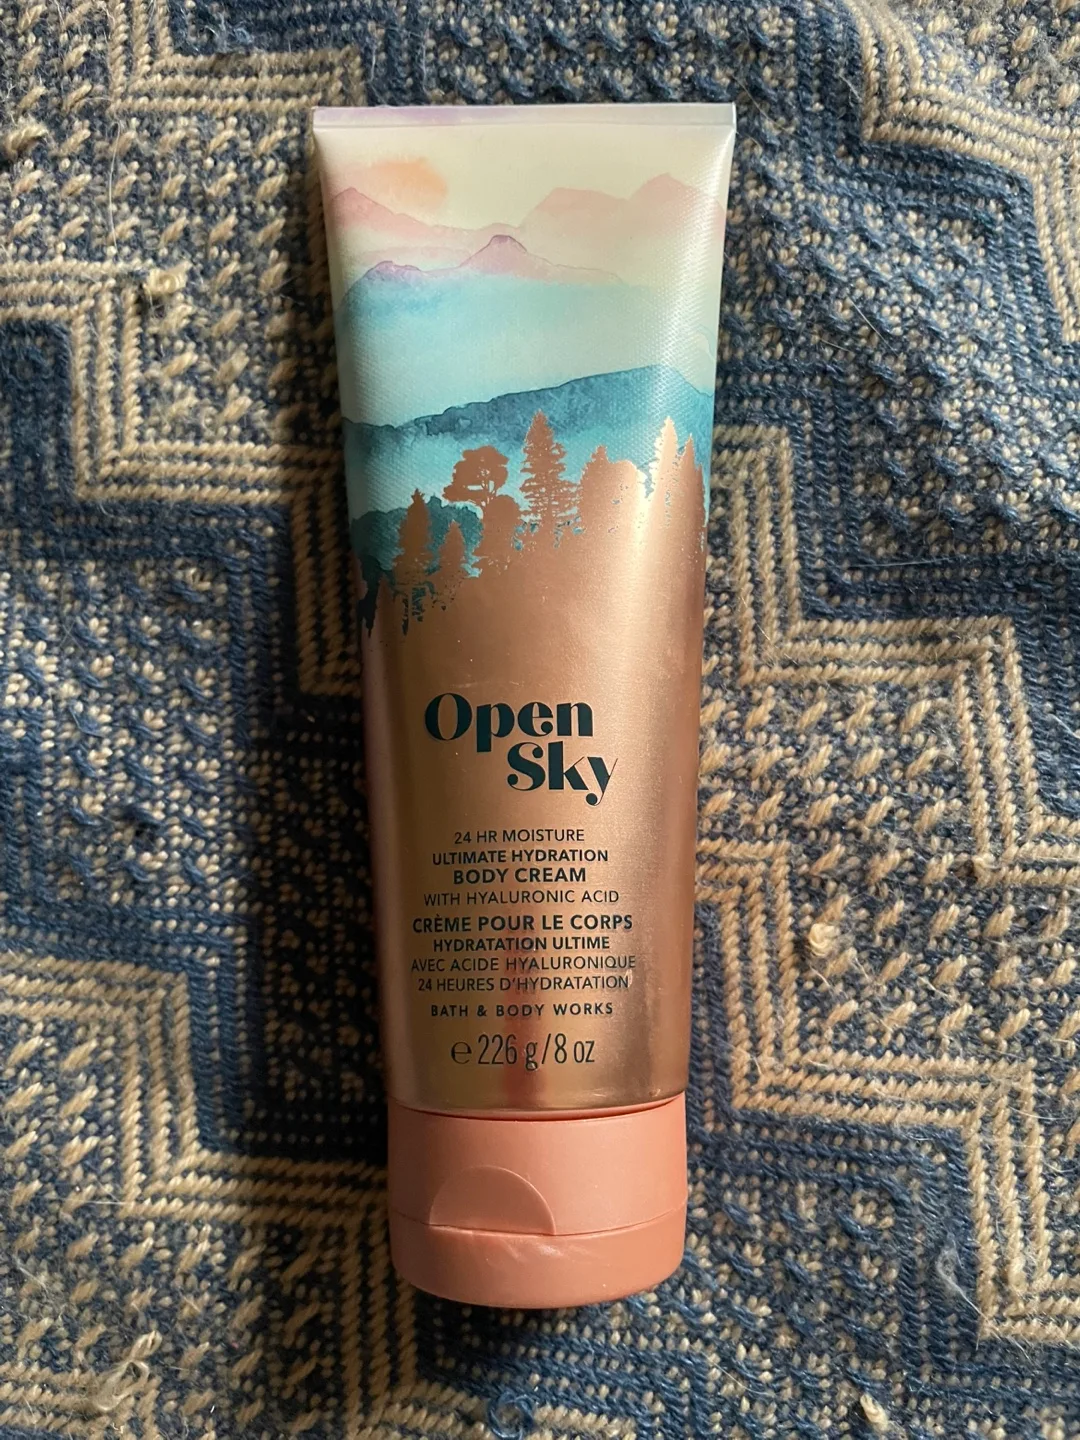 Open
Sky
24 HR MOISTURE
ULTIMATE HYDRATION
BODY CREAM
WITH HYALURONIC ACID
CRÈME POUR LE CORPS
HYDRATATION ULTIME
AVEC ACIDE HYALURONIQUE
24 HEURES D'HYDRATATION
BATH & BODY WORKS
℮ 226 g/8 oz